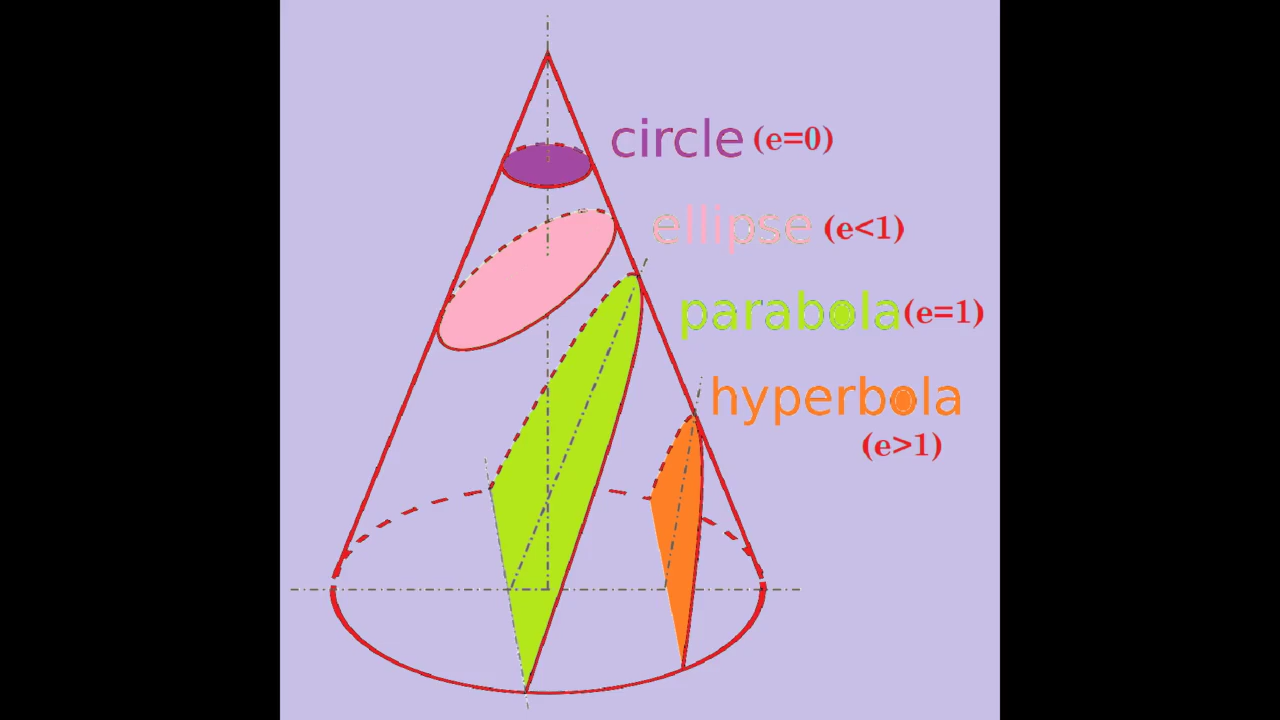 circle (e=0)
ellipse (e<1)
parabola (e=1)
hyperbola
(e>1)